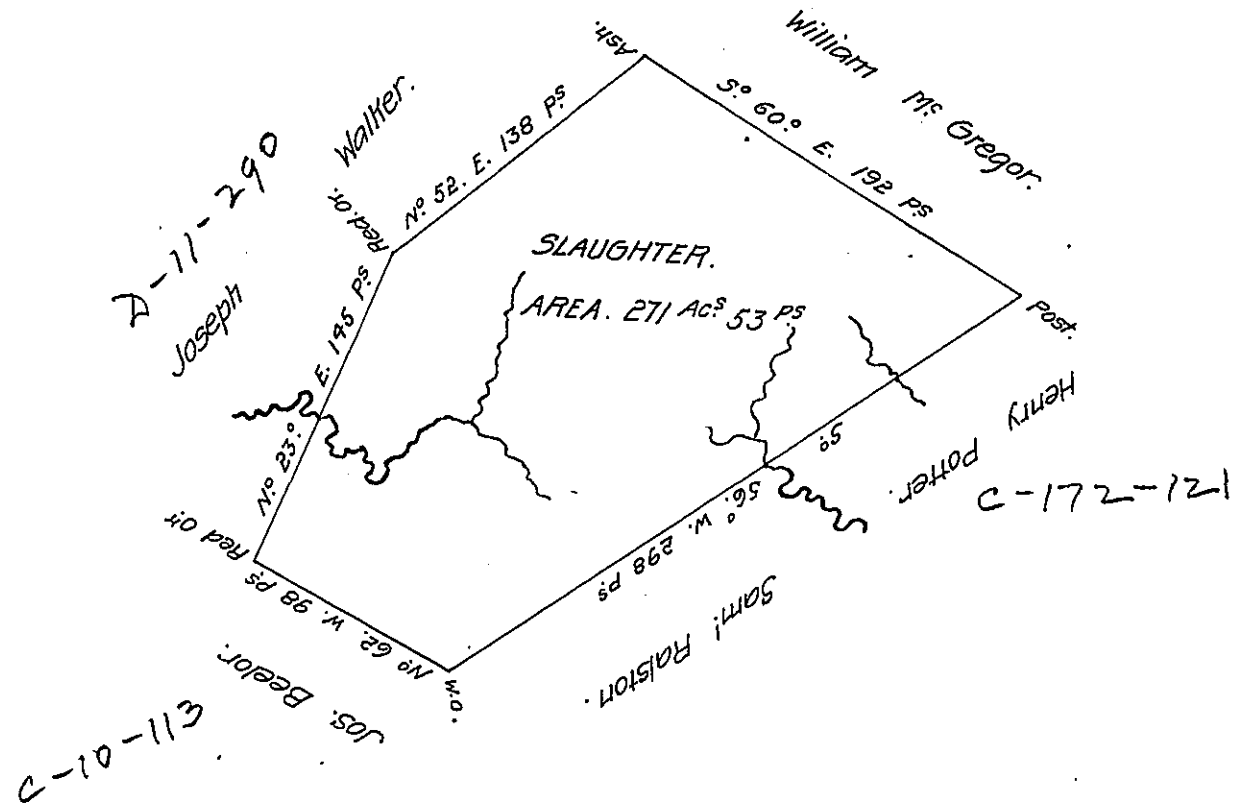 William Mc Gregor.
Ash.
S° 60.° E. 192 Ps
Walker.
N° 52. E. 138 Ps
D-11-290
Red. or.
Joseph
SLAUGHTER.
AREA. 271 Acs 53 Ps
N° 23.° E. 145 Ps
Post.
Henry Potter.
C-172-121
S° 56.° W. 298 Ps
Red Or
N° 62. W. 98 Ps
Saml Ralston.
W.O.
Jos. Beelor.
C-10-113